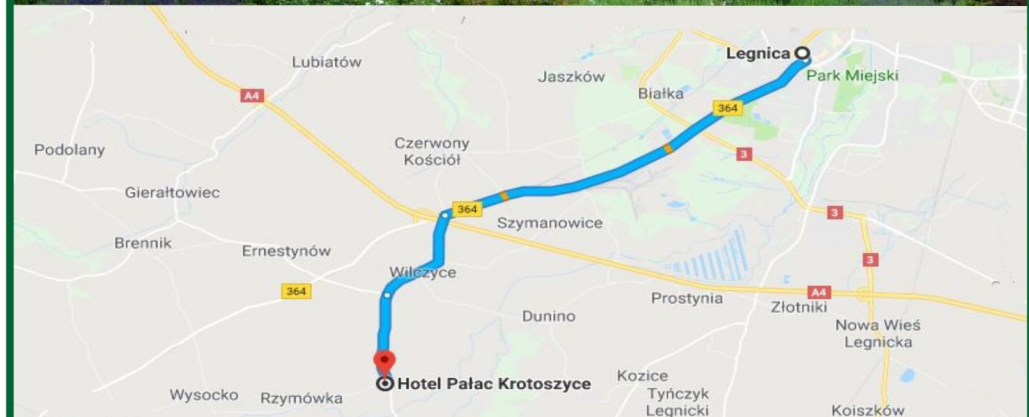 Legnica
Lubiatów
Jaszków
Park Miejski
Białka
A4
364
Czerwony
Kościół
Podolany
3
Gierałtowiec
364
Szymanowice
3
Brennik
Ernestynów
3
Wilczyce
364
Prostynia
A4
Złotniki
Dunino
Nowa Wieś
Legnicka
Hotel Pałac Krotoszyce
Kozice
Wysocko
Rzymówka
Tyńczyk
Legnicki
Koiszków